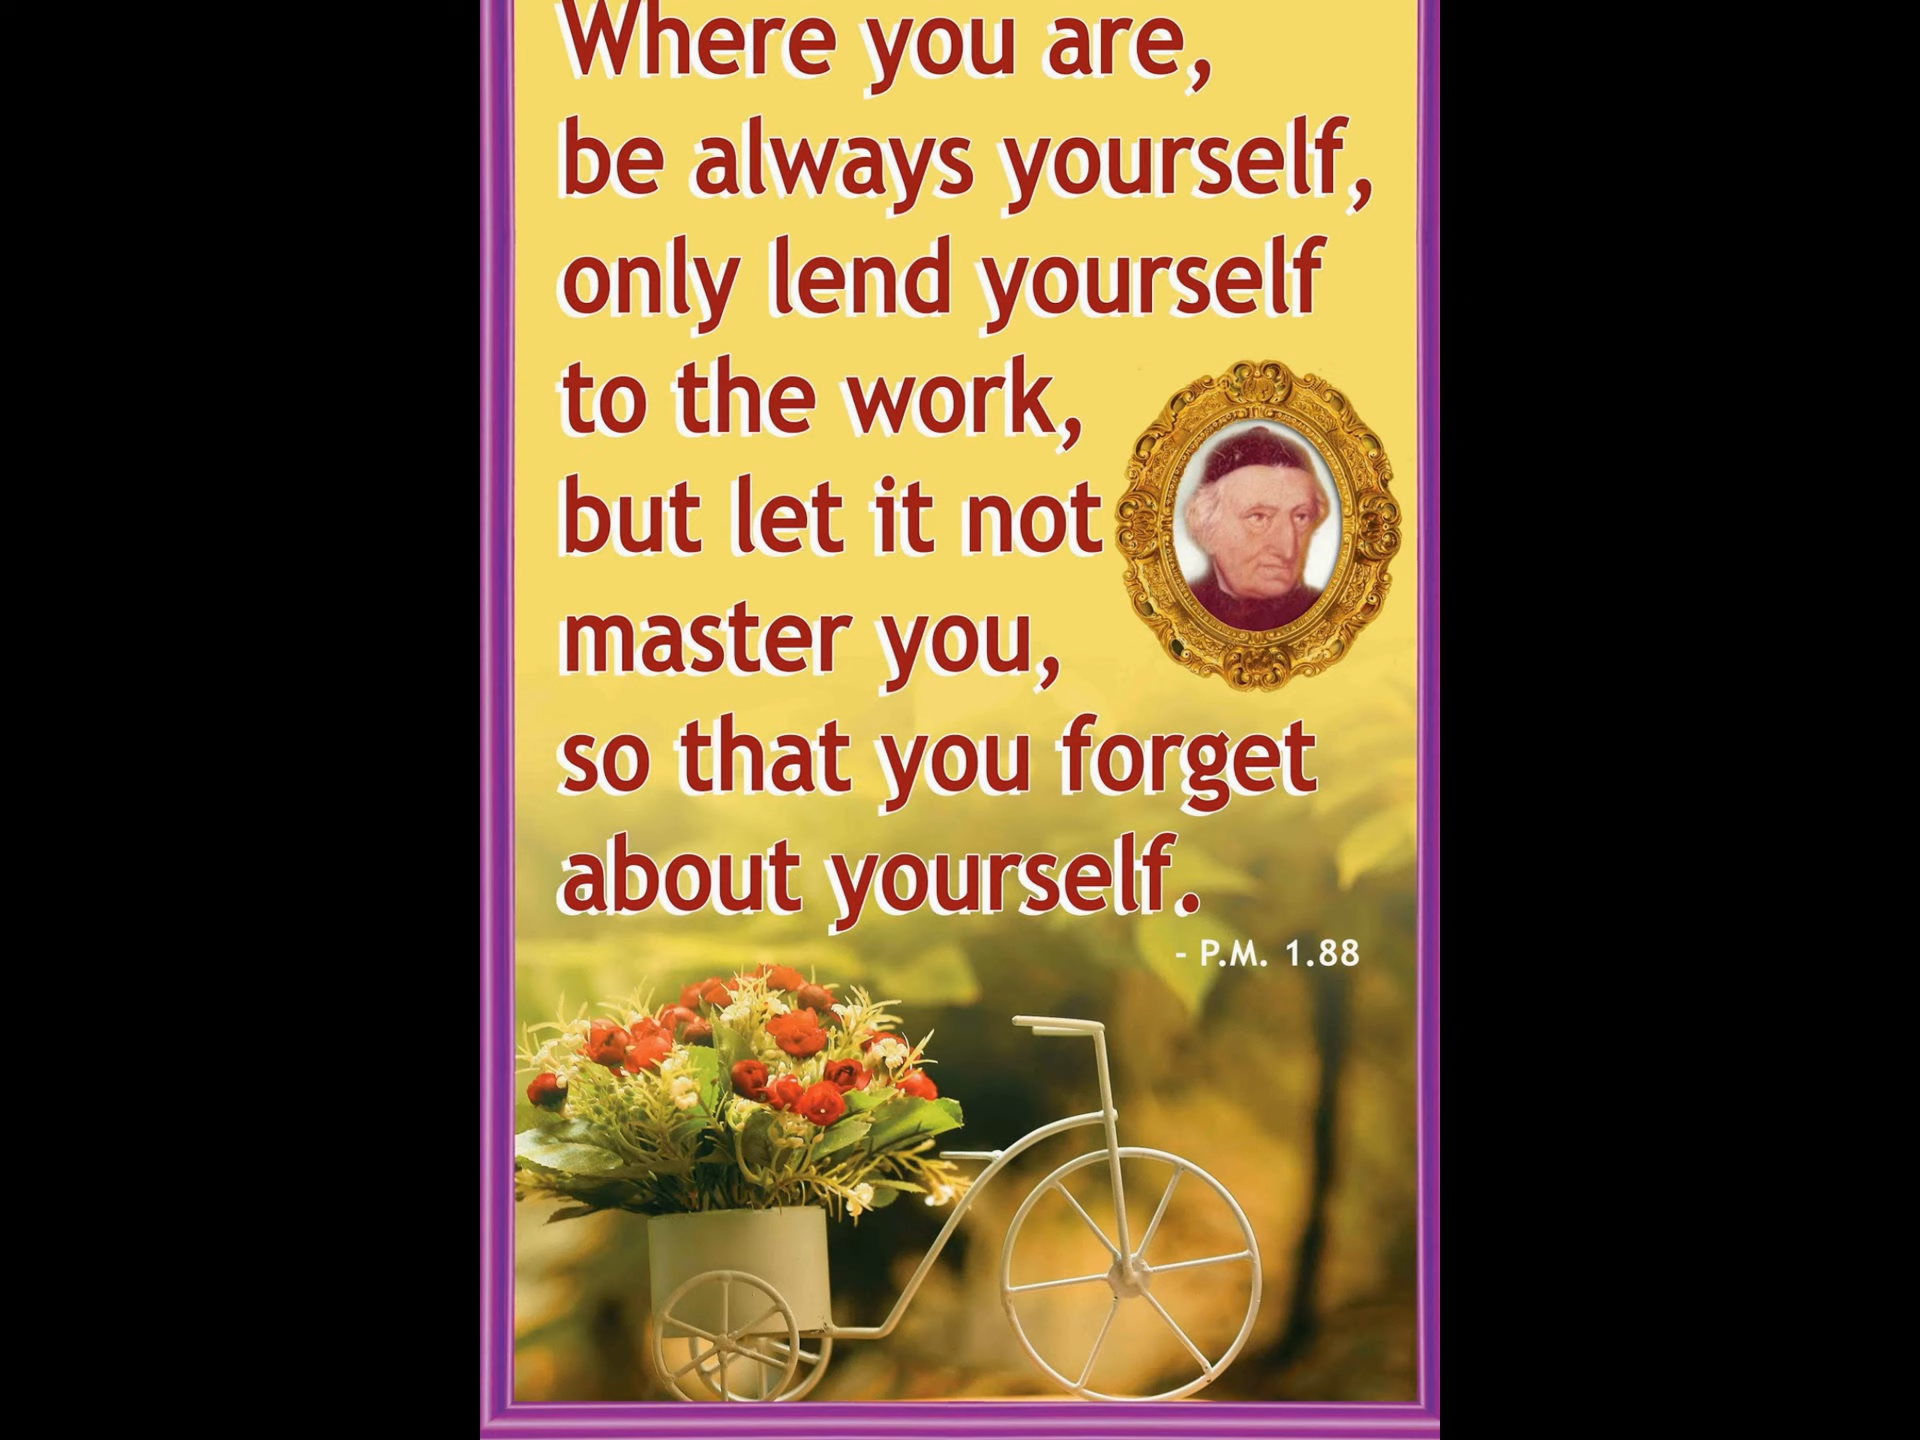 Where you are,
be always yourself,
only lend yourself
to the work,
but let it not
master you,
so that you forget
about yourself.
- P.M. 1.88